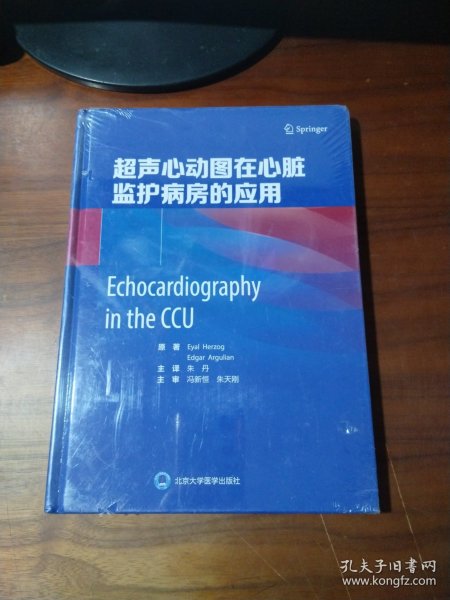 Springer
超声心动图在心脏
监护病房的应用
Echocardiography
in the CCU
原 著 Eyal Herzog
Edgar Argulian
主 译 朱 丹
主 审 冯新恒 朱天刚
北京大学医学出版社
孔夫子旧书网
www.kongfz.com